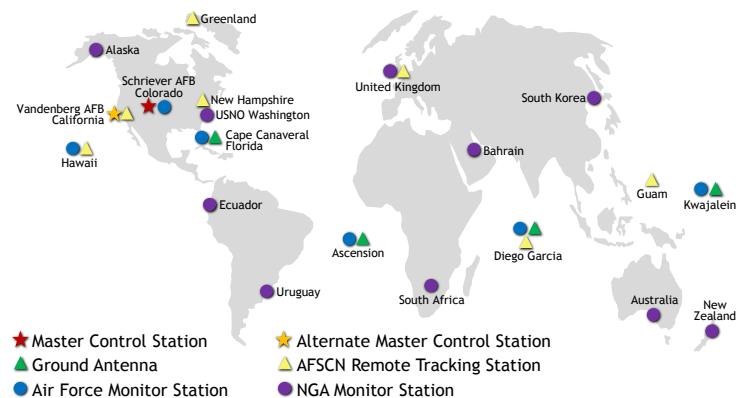 Greenland
Alaska
Schriever AFB
Colorado
Vandenberg AFB
California
New Hampshire
USNO Washington
Cape Canaveral
Florida
Hawaii
United Kingdom
South Korea
Bahrain
Guam
Kwajalein
Ecuador
Ascension
Diego Garcia
Uruguay
South Africa
Australia
New
Zealand
Master Control Station
Alternate Master Control Station
Ground Antenna
AFSCN Remote Tracking Station
Air Force Monitor Station
NGA Monitor Station